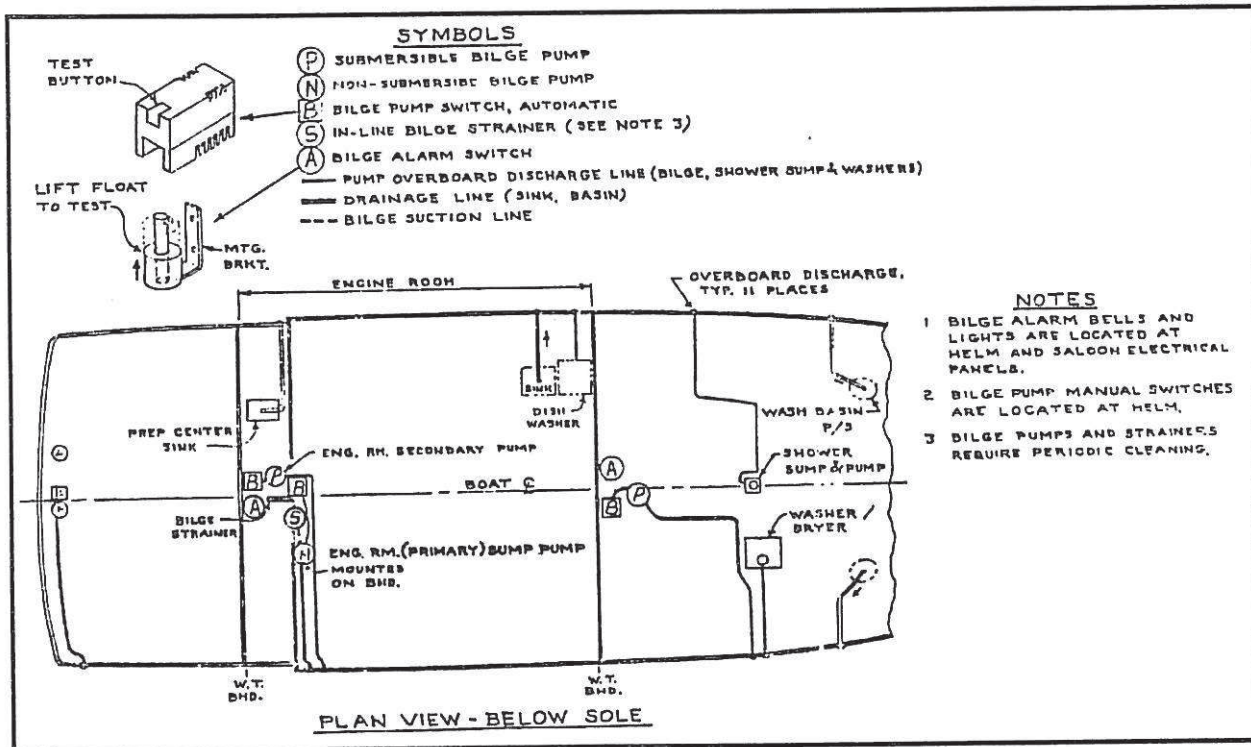 SYMBOLS
TEST
BUTTON
P SUBMERSIBLE BILGE PUMP
N NON-SUBMERSIBE BILGE PUMP
B BILGE PUMP SWITCH, AUTOMATIC
S IN-LINE BILGE STRAINER (SEE NOTE 3)
A BILGE ALARM SWITCH
PUMP OVERBOARD DISCHARGE LINE (BILGE, SHOWER SUMP & WASHERS)
DRAINAGE LINE (SINK, BASIN)
BILGE SUCTION LINE
LIFT FLOAT
TO TEST
MTG.
BRKT.
ENGINE ROOM
OVERBOARD DISCHARGE,
TYP. 11 PLACES
NOTES
1 BILGE ALARM BELLS AND
LIGHTS ARE LOCATED AT
HELM AND SALOON ELECTRICAL
PANELS.
2 BILGE PUMP MANUAL SWITCHES
ARE LOCATED AT HELM.
3 BILGE PUMPS AND STRAINERS
REQUIRE PERIODIC CLEANING.
SINK
DISH
WASHER
WASH BASIN
P/S
PREP CENTER
SINK
ENG. RM. SECONDARY PUMP
SHOWER
SUMP & PUMP
A
B
P
B
BOAT ℄
B
P
A
S
BILGE
STRAINER
WASHER/
DRYER
N
ENG. RM. (PRIMARY) SUMP PUMP
MOUNTED
ON BHD.
W.T.
BHD.
W.T.
BHD.
PLAN VIEW - BELOW SOLE